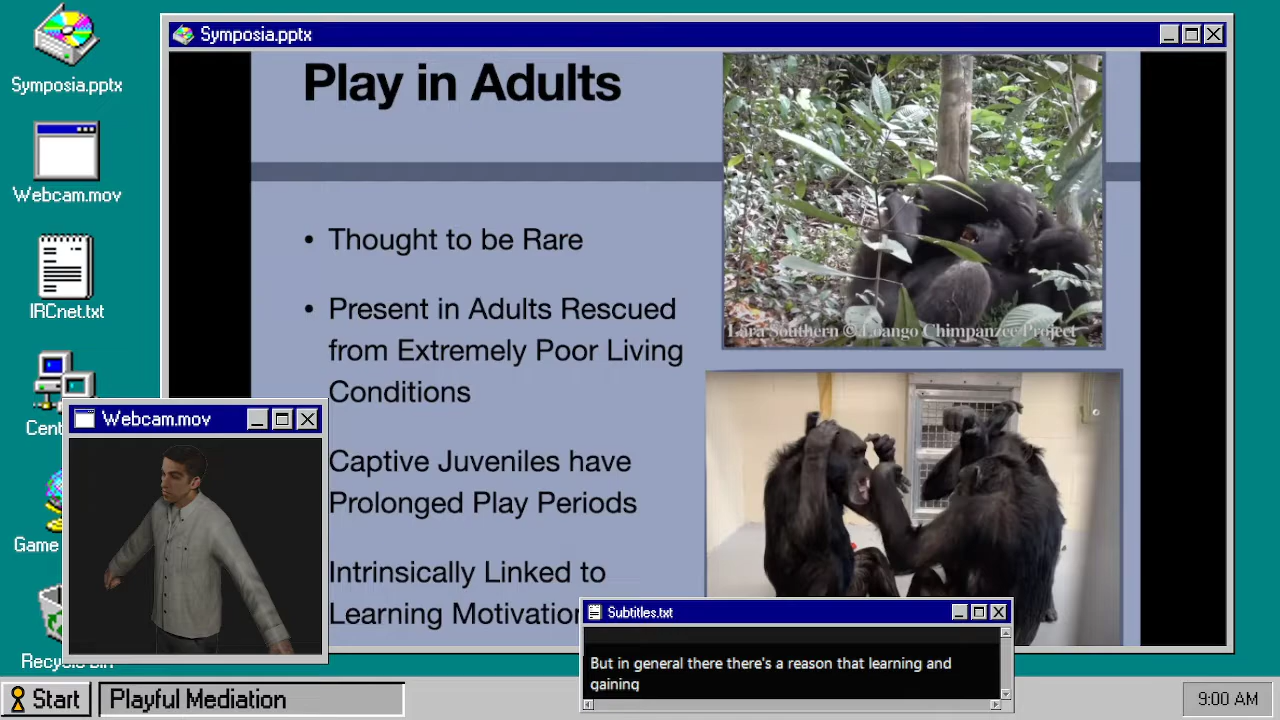 Symposia.pptx
Symposia.pptx
Webcam.mov
IRCnet.txt
Cent
Game
Recycle Bin
Play in Adults
• Thought to be Rare
• Present in Adults Rescued
from Extremely Poor Living
Conditions
Captive Juveniles have
Prolonged Play Periods
Intrinsically Linked to
Learning Motivation
Lara Southern © Loango Chimpanzee Project
Webcam.mov
Subtitles.txt
But in general there there's a reason that learning and
gaining
Start
Playful Mediation
9:00 AM